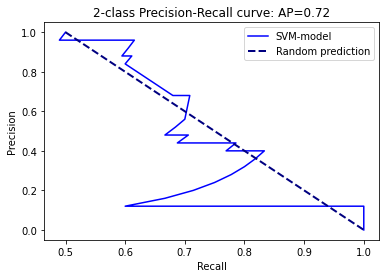 2-class Precision-Recall curve: AP=0.72
SVM-model
Random prediction
Precision
1.0
0.8
0.6
0.4
0.2
0.0
0.5
0.6
0.7
0.8
0.9
1.0
Recall